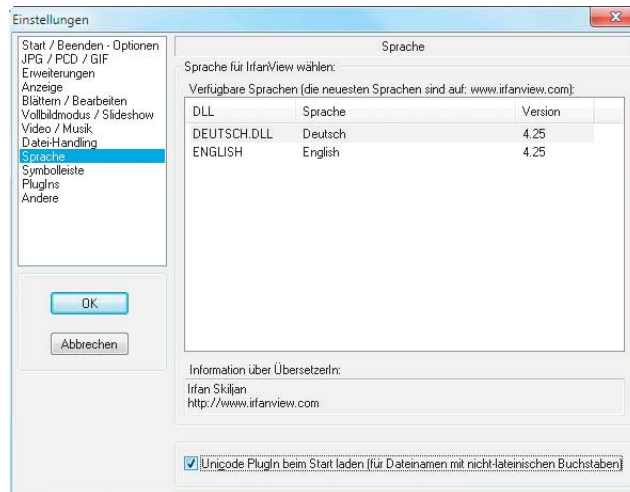 Einstellungen
Start / Beenden - Optionen
JPG / PCD / GIF
Erweiterungen
Anzeige
Blättern / Bearbeiten
Vollbildmodus / Slideshow
Video / Musik
Datei-Handling
Sprache
Symbolleiste
PlugIns
Andere
OK
Abbrechen
Sprache
Sprache für IrfanView wählen:
Verfügbare Sprachen (die neuesten Sprachen sind auf: www.irfanview.com):
DLL Sprache Version
DEUTSCH.DLL Deutsch 4.25
ENGLISH English 4.25
Information über ÜbersetzerIn:
Irfan Skiljan
http://www.irfanview.com
Unicode PlugIn beim Start laden (für Dateinamen mit nicht-lateinischen Buchstaben)